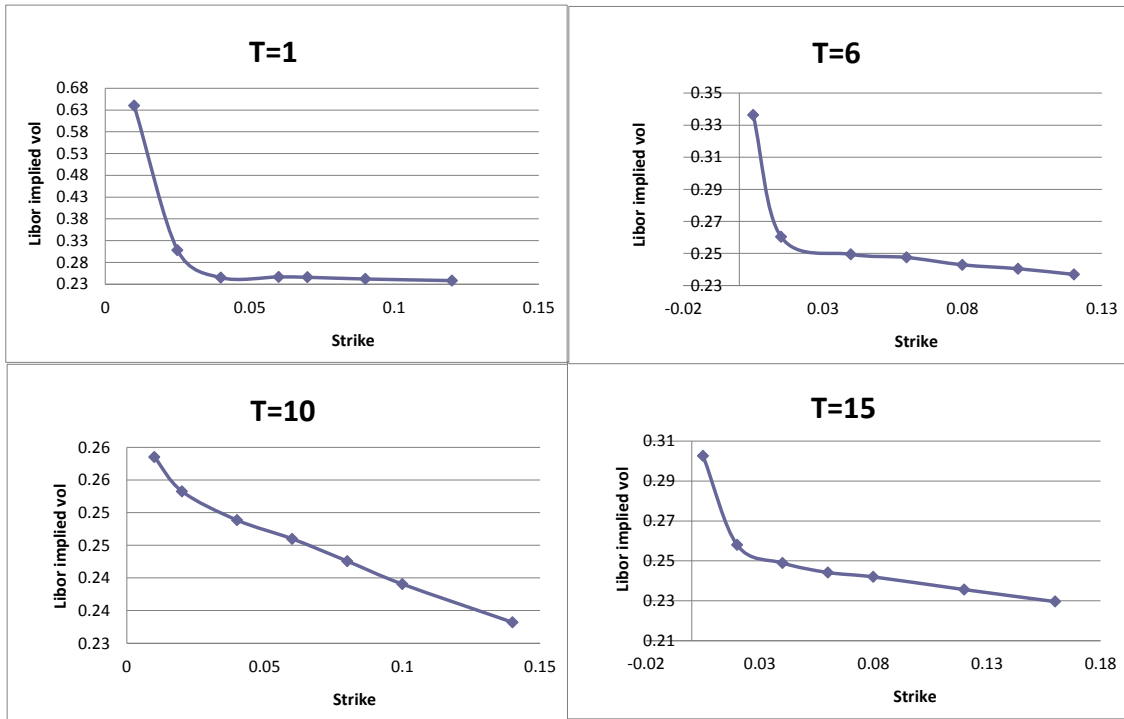 T=1
Libor implied vol
0.68
0.63
0.58
0.53
0.48
0.43
0.38
0.33
0.28
0.23
0 0.05 0.1 0.15
Strike
T=6
Libor implied vol
0.35
0.33
0.31
0.29
0.27
0.25
0.23
-0.02 0.03 0.08 0.13
Strike
T=10
Libor implied vol
0.26
0.26
0.25
0.25
0.24
0.24
0.23
0 0.05 0.1 0.15
Strike
T=15
Libor implied vol
0.31
0.29
0.27
0.25
0.23
0.21
-0.02 0.03 0.08 0.13 0.18
Strike